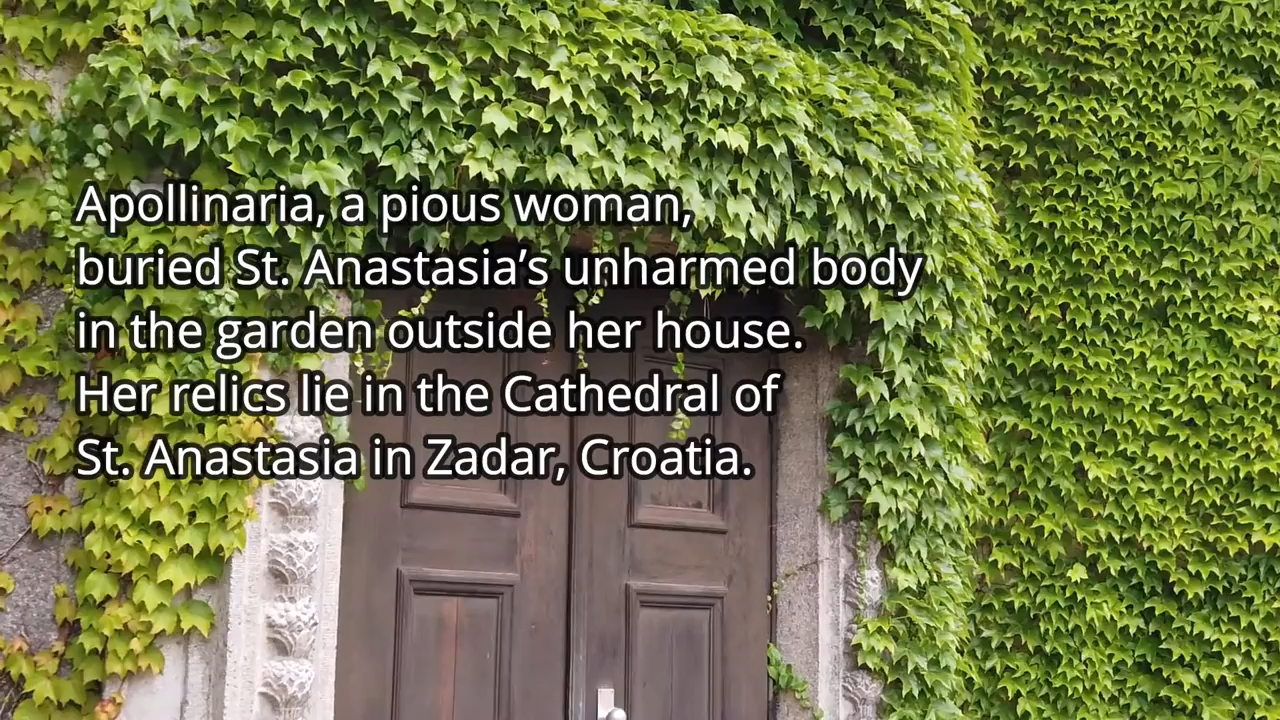 Apollinaria, a pious woman,
buried St. Anastasia’s unharmed body
in the garden outside her house.
Her relics lie in the Cathedral of
St. Anastasia in Zadar, Croatia.